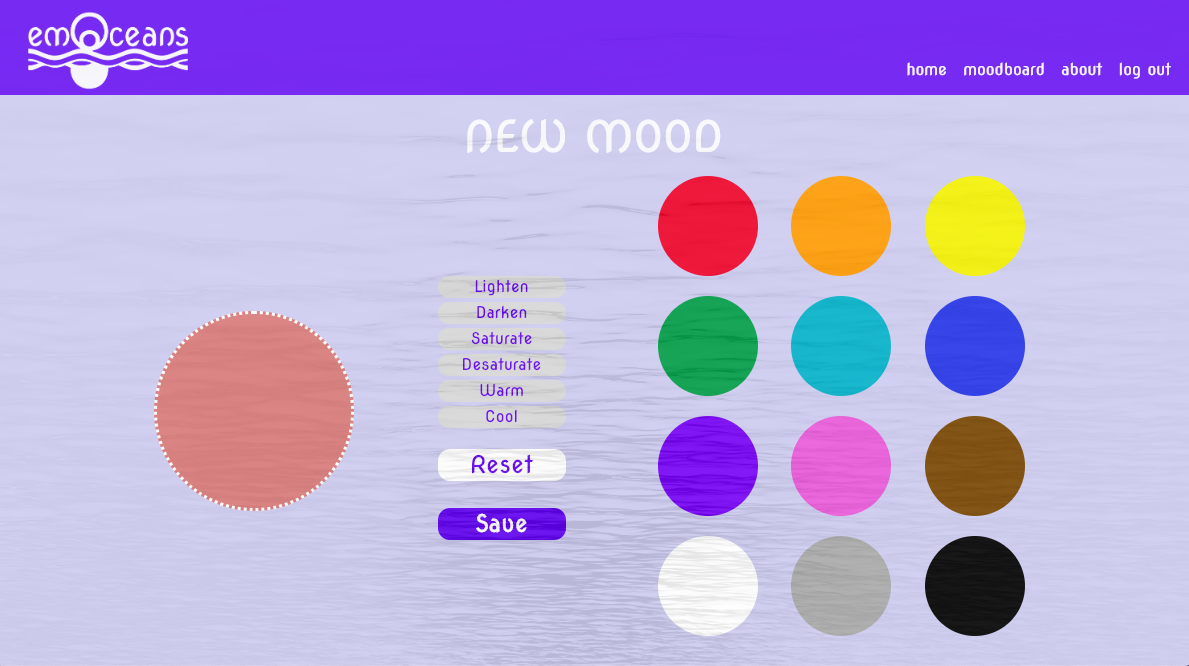 emOceans
home moodboard about log out
NEW MOOD
Lighten
Darken
Saturate
Desaturate
Warm
Cool
Reset
Save